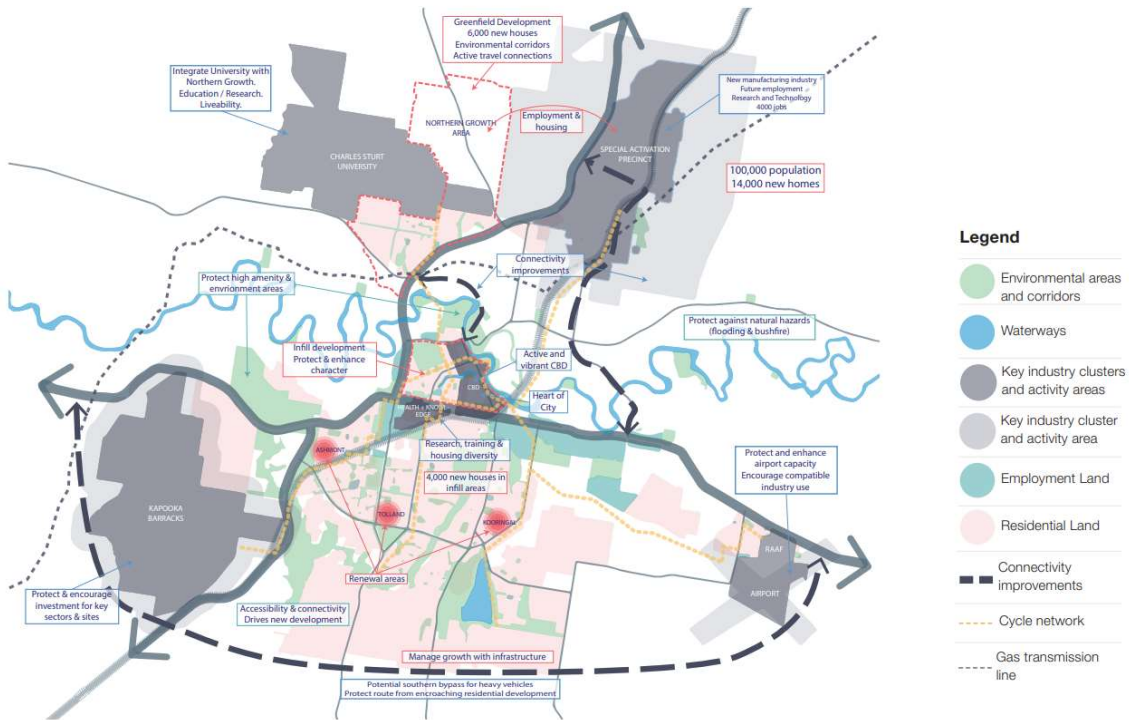 Greenfield Development
6,000 new houses
Environmental corridors
Active travel connections
Integrate University with
Northern Growth.
Education / Research.
Liveability.
New manufacturing industry
Future employment
Research and Technology
4000 jobs
NORTHERN GROWTH
AREA
Employment &
housing
CHARLES STURT
UNIVERSITY
SPECIAL ACTIVATION
PRECINCT
100,000 population
14,000 new homes
Connectivity
improvements
Protect high amenity &
envrionment areas
Protect against natural hazards
(flooding & bushfire)
Infill development
Protect & enhance
character
Active and
vibrant CBD
CBD
Heart of
City
HEALTH & KNOWL
EDGE
Research, training &
housing diversity
ASHMONT
4,000 new houses in
infill areas
Protect and enhance
airport capacity
Encourage compatible
industry use
KAPOOKA
BARRACKS
TOLLAND
KOORINGAL
RAAF
AIRPORT
Renewal areas
Protect & encourage
investment for key
sectors & sites
Accessibility & connectivity
Drives new development
Manage growth with infrastructure
Potential southern bypass for heavy vehicles
Protect route from encroaching residential development
Legend
Environmental areas
and corridors
Waterways
Key industry clusters
and activity areas
Key industry cluster
and activity area
Employment Land
Residential Land
Connectivity
improvements
Cycle network
Gas transmission
line